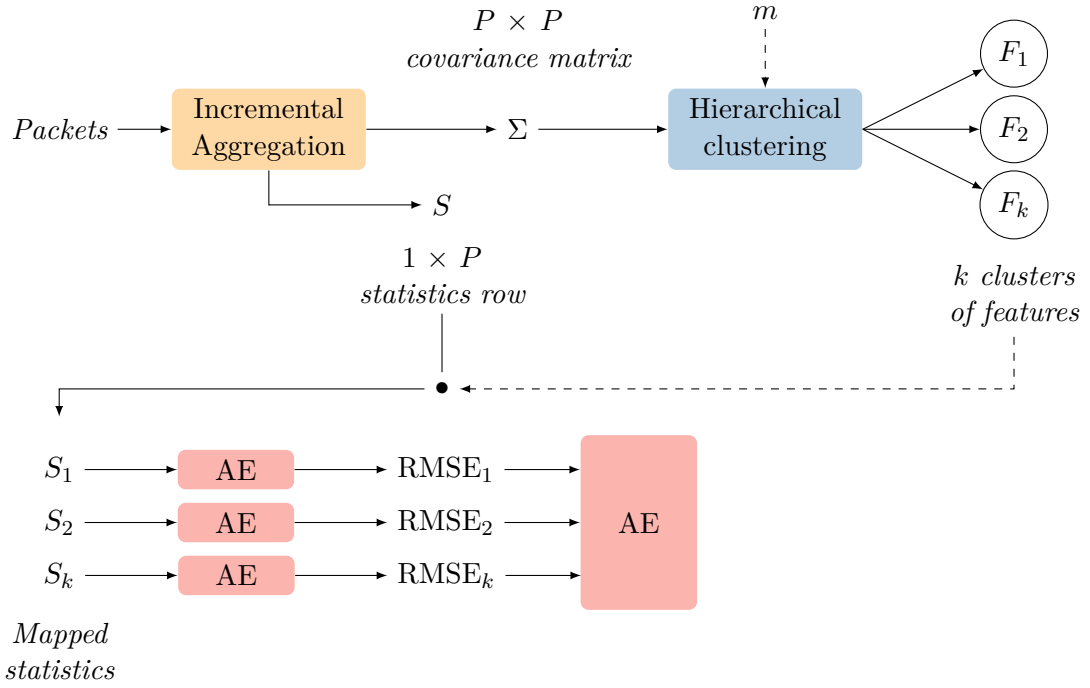 m
P × P
covariance matrix
Packets
Incremental
Aggregation
Σ
Hierarchical
clustering
F₁
F₂
Fₖ
S
1 × P
statistics row
k clusters
of features
S₁
AE
RMSE₁
S₂
AE
RMSE₂
AE
Sₖ
AE
RMSEₖ
Mapped
statistics